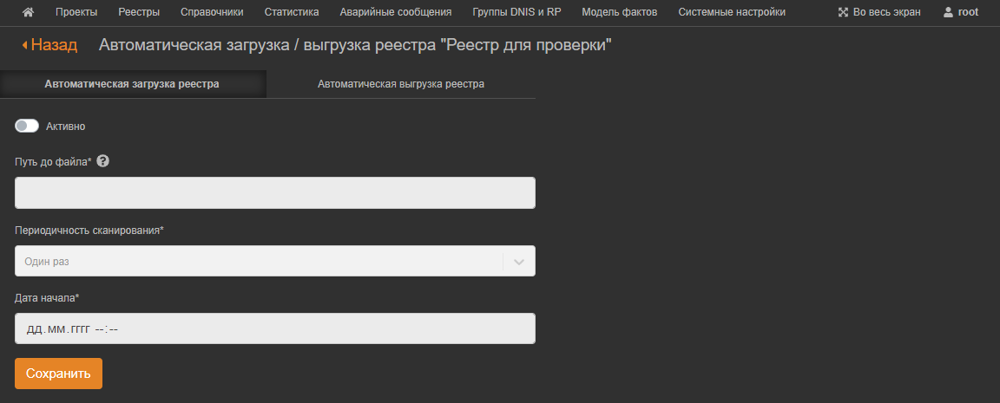 Проекты Реестры Справочники Статистика Аварийные сообщения Группы DNIS и RP Модель фактов Системные настройки Во весь экран root
Назад Автоматическая загрузка / выгрузка реестра "Реестр для проверки"
Автоматическая загрузка реестра Автоматическая выгрузка реестра
Активно
Путь до файла* ?
Периодичность сканирования*
Один раз
Дата начала*
дд.мм.гггг --:--
Сохранить